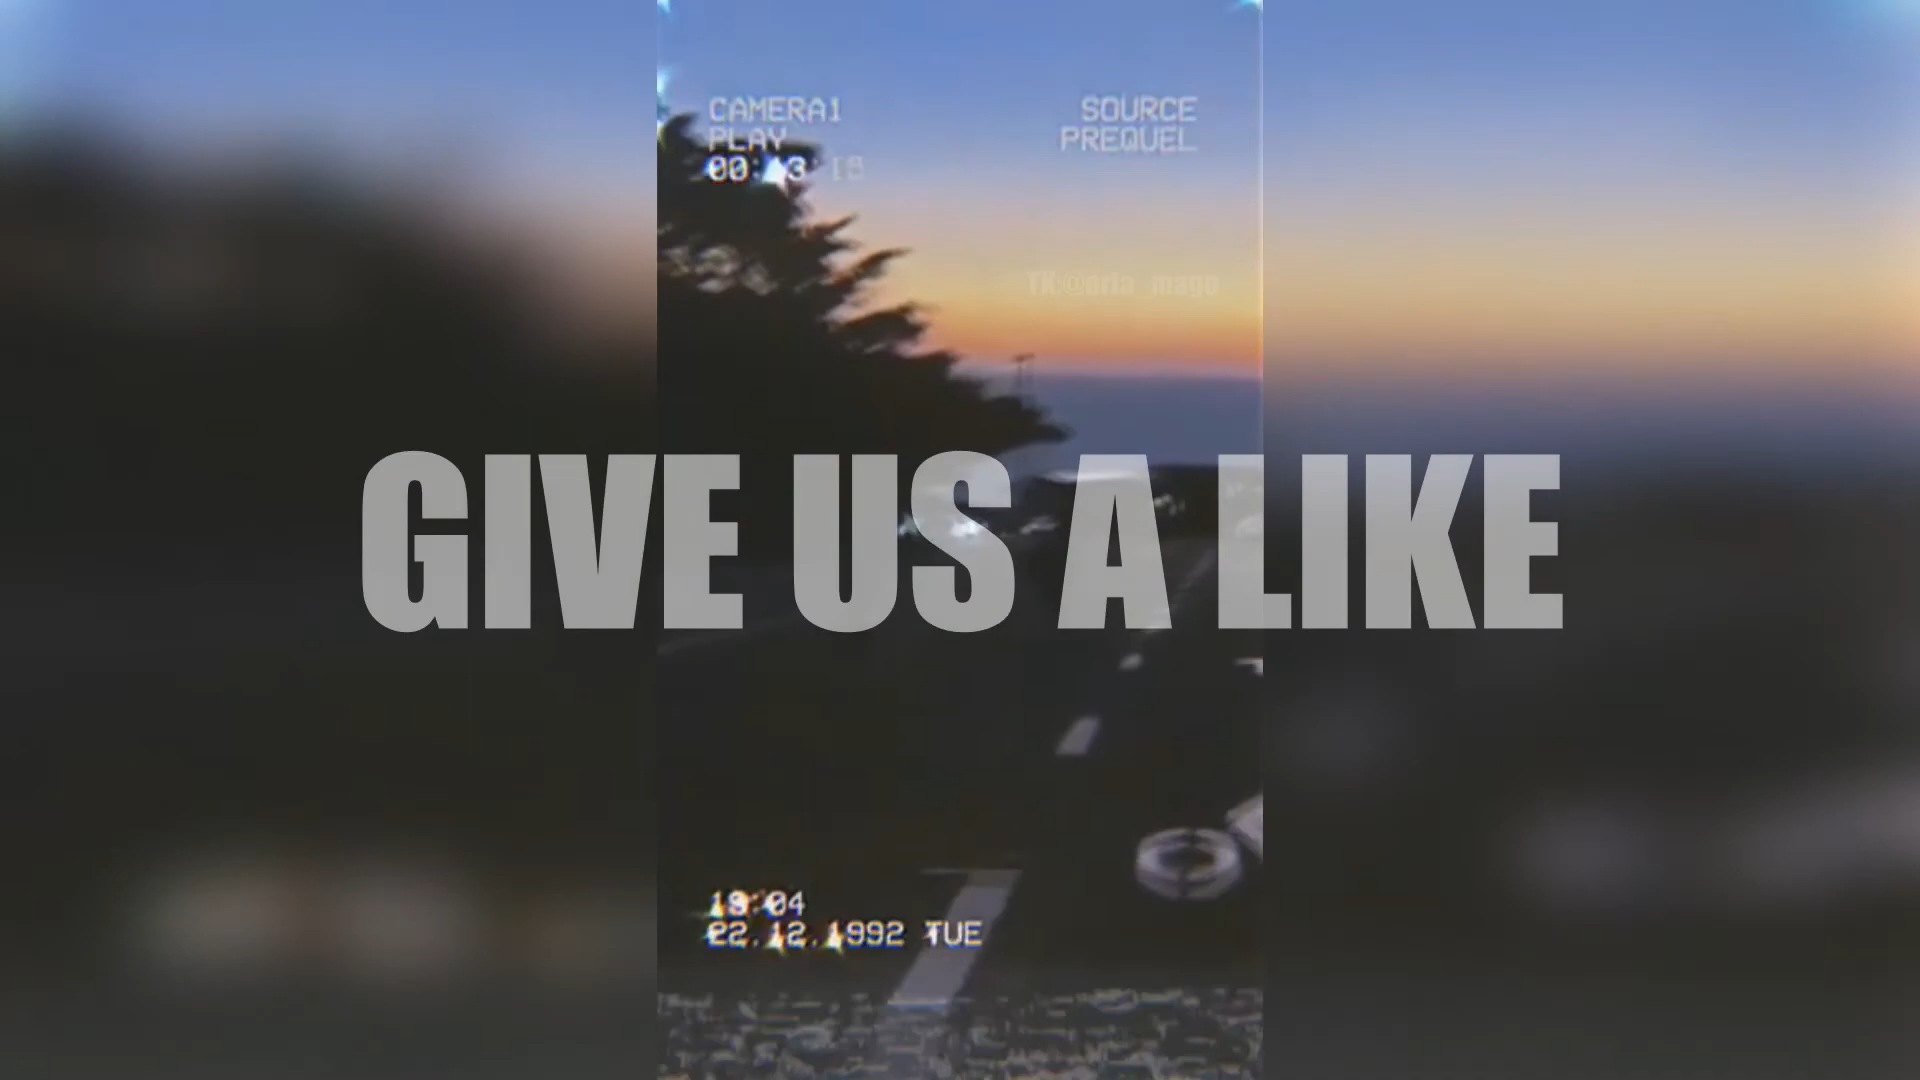 CAMERA1
PLAY
SOURCE
PREQUEL
GIVE US A LIKE
22.12.1992 TUE